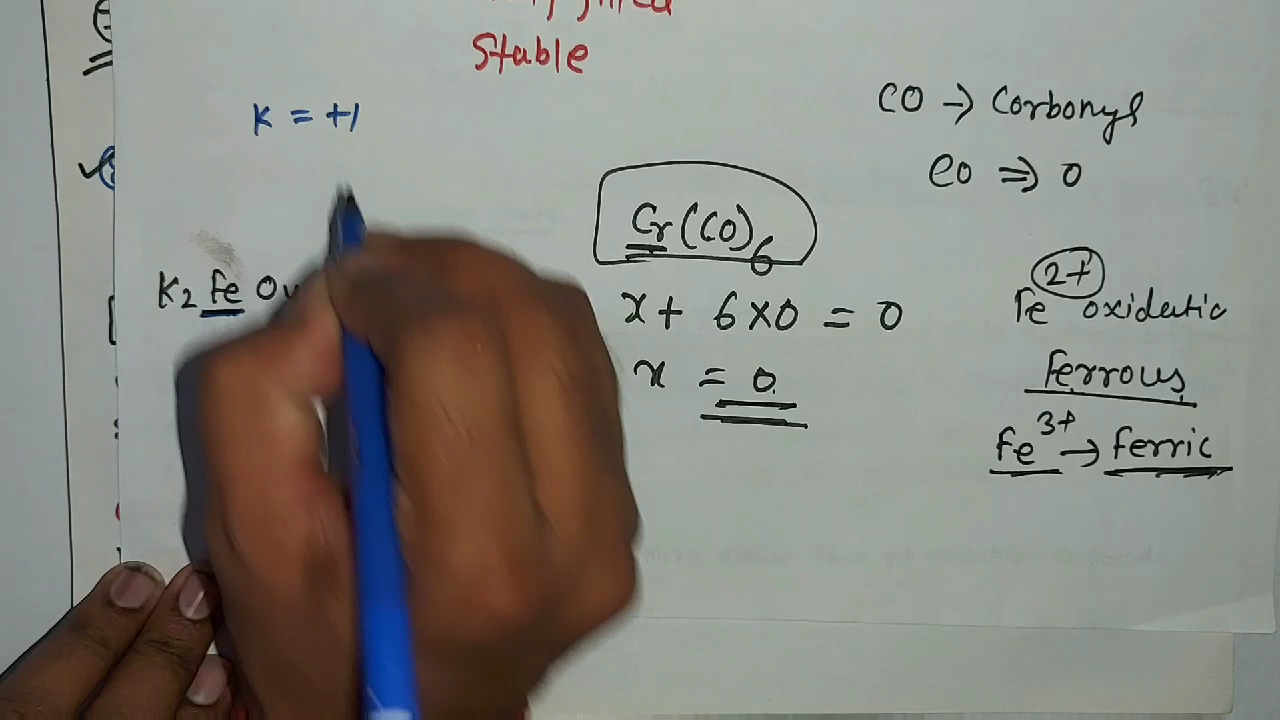 Stable
K = +1
K2 Fe O4
CO → Corbonyl
CO ⇒ 0
Cr(CO)6
x + 6×0 = 0
x = 0
2+
Fe oxidatic
Ferrous
Fe3+ → Ferric